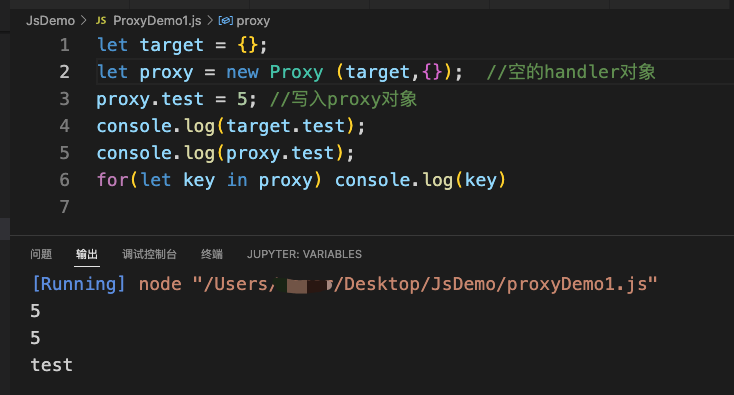 JsDemo > JS ProxyDemo1.js > proxy
1 let target = {};
2 let proxy = new Proxy (target,{}); //空的handler对象
3 proxy.test = 5; //写入proxy对象
4 console.log(target.test);
5 console.log(proxy.test);
6 for(let key in proxy) console.log(key)
7
问题 输出 调试控制台 终端 JUPYTER: VARIABLES
[Running] node "/Users/ /Desktop/JsDemo/proxyDemo1.js"
5
5
test